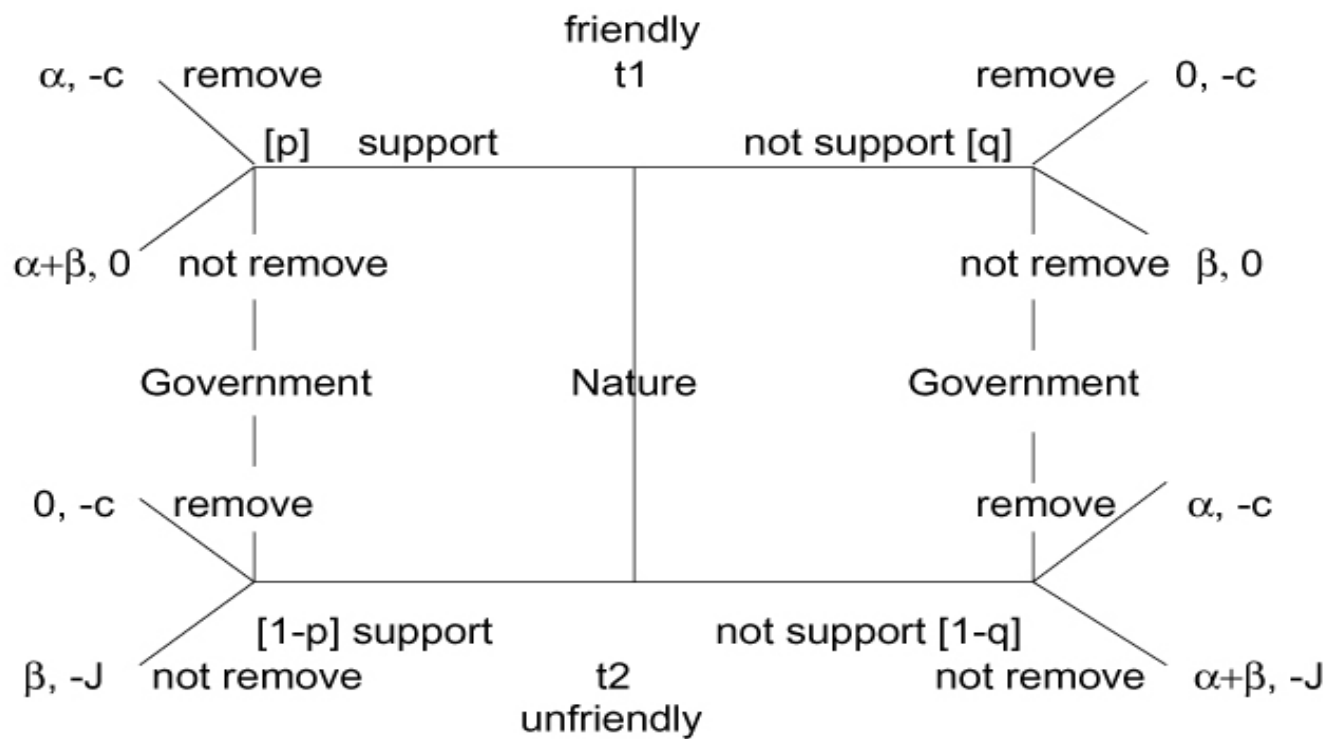 friendly
α, -c remove t1 remove 0, -c
[p] support not support [q]
α+β, 0 not remove not remove β, 0
Government Nature Government
0, -c remove remove α, -c
[1-p] support not support [1-q]
β, -J not remove t2 not remove α+β, -J
unfriendly